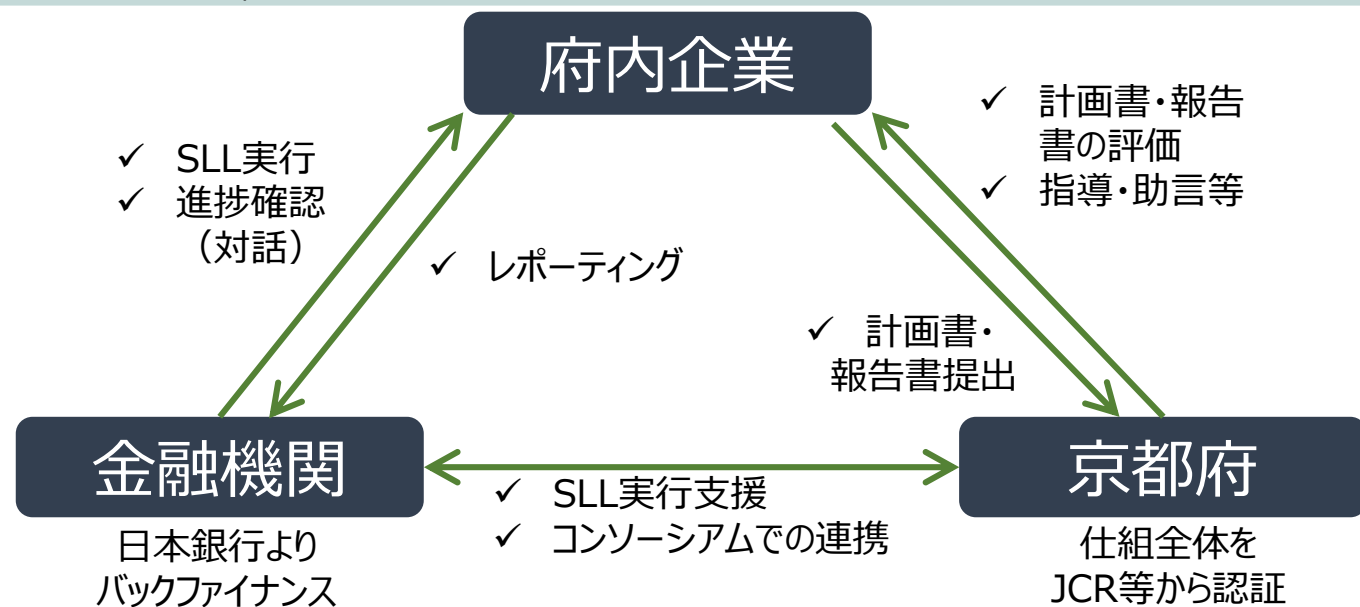 府内企業
✓ SLL実行
✓ 進捗確認
（対話）
✓ レポーティング
✓ 計画書・報告
書の評価
✓ 指導・助言等
✓ 計画書・
報告書提出
金融機関
日本銀行より
バックファイナンス
✓ SLL実行支援
✓ コンソーシアムでの連携
京都府
仕組全体を
JCR等から認証